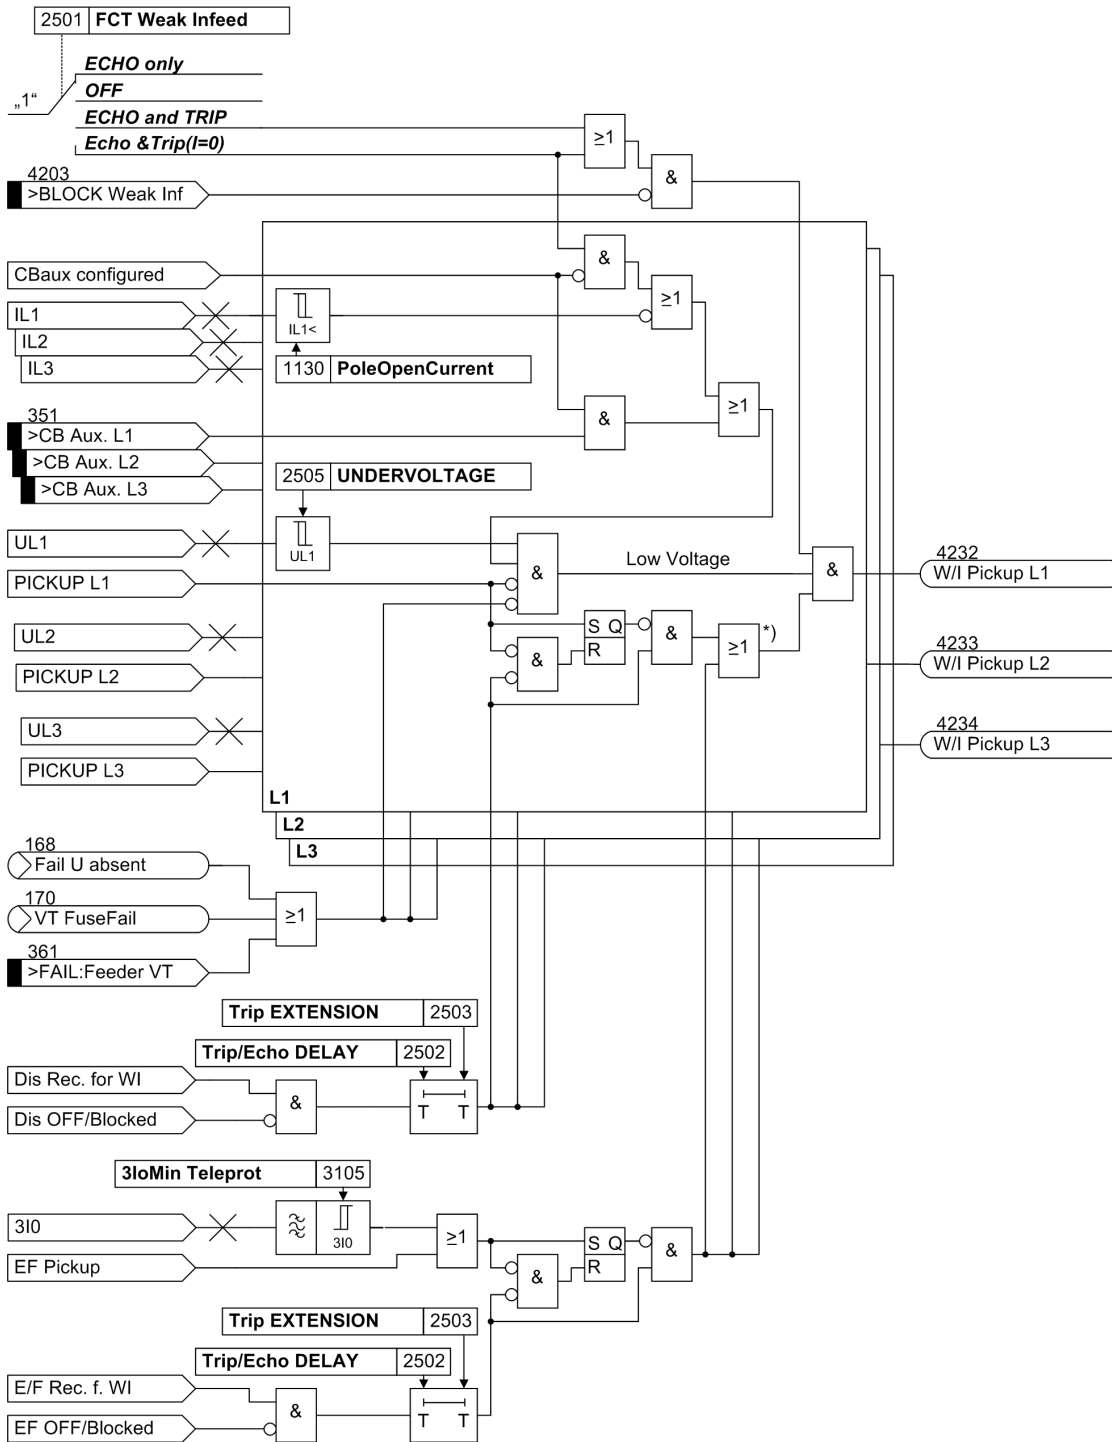 2501 FCT Weak Infeed
ECHO only
OFF
„1“
ECHO and TRIP
Echo &Trip(I=0)
≥1
4203
>BLOCK Weak Inf
&
&
CBaux configured
≥1
IL1
IL1<
IL2
IL3
1130 PoleOpenCurrent
≥1
351
>CB Aux. L1
&
>CB Aux. L2
2505 UNDERVOLTAGE
>CB Aux. L3
UL1
UL1
Low Voltage
4232
PICKUP L1
&
&
W/I Pickup L1
UL2
S Q
R
&
≥1 *)
4233
&
PICKUP L2
W/I Pickup L2
UL3
4234
W/I Pickup L3
PICKUP L3
L1
L2
L3
168
Fail U absent
170
VT FuseFail
≥1
361
>FAIL:Feeder VT
Trip EXTENSION 2503
Trip/Echo DELAY 2502
Dis Rec. for WI
&
T T
Dis OFF/Blocked
3IoMin Teleprot 3105
3I0
3I0
≥1
S Q
R
&
EF Pickup
&
Trip EXTENSION 2503
Trip/Echo DELAY 2502
E/F Rec. f. WI
&
T T
EF OFF/Blocked